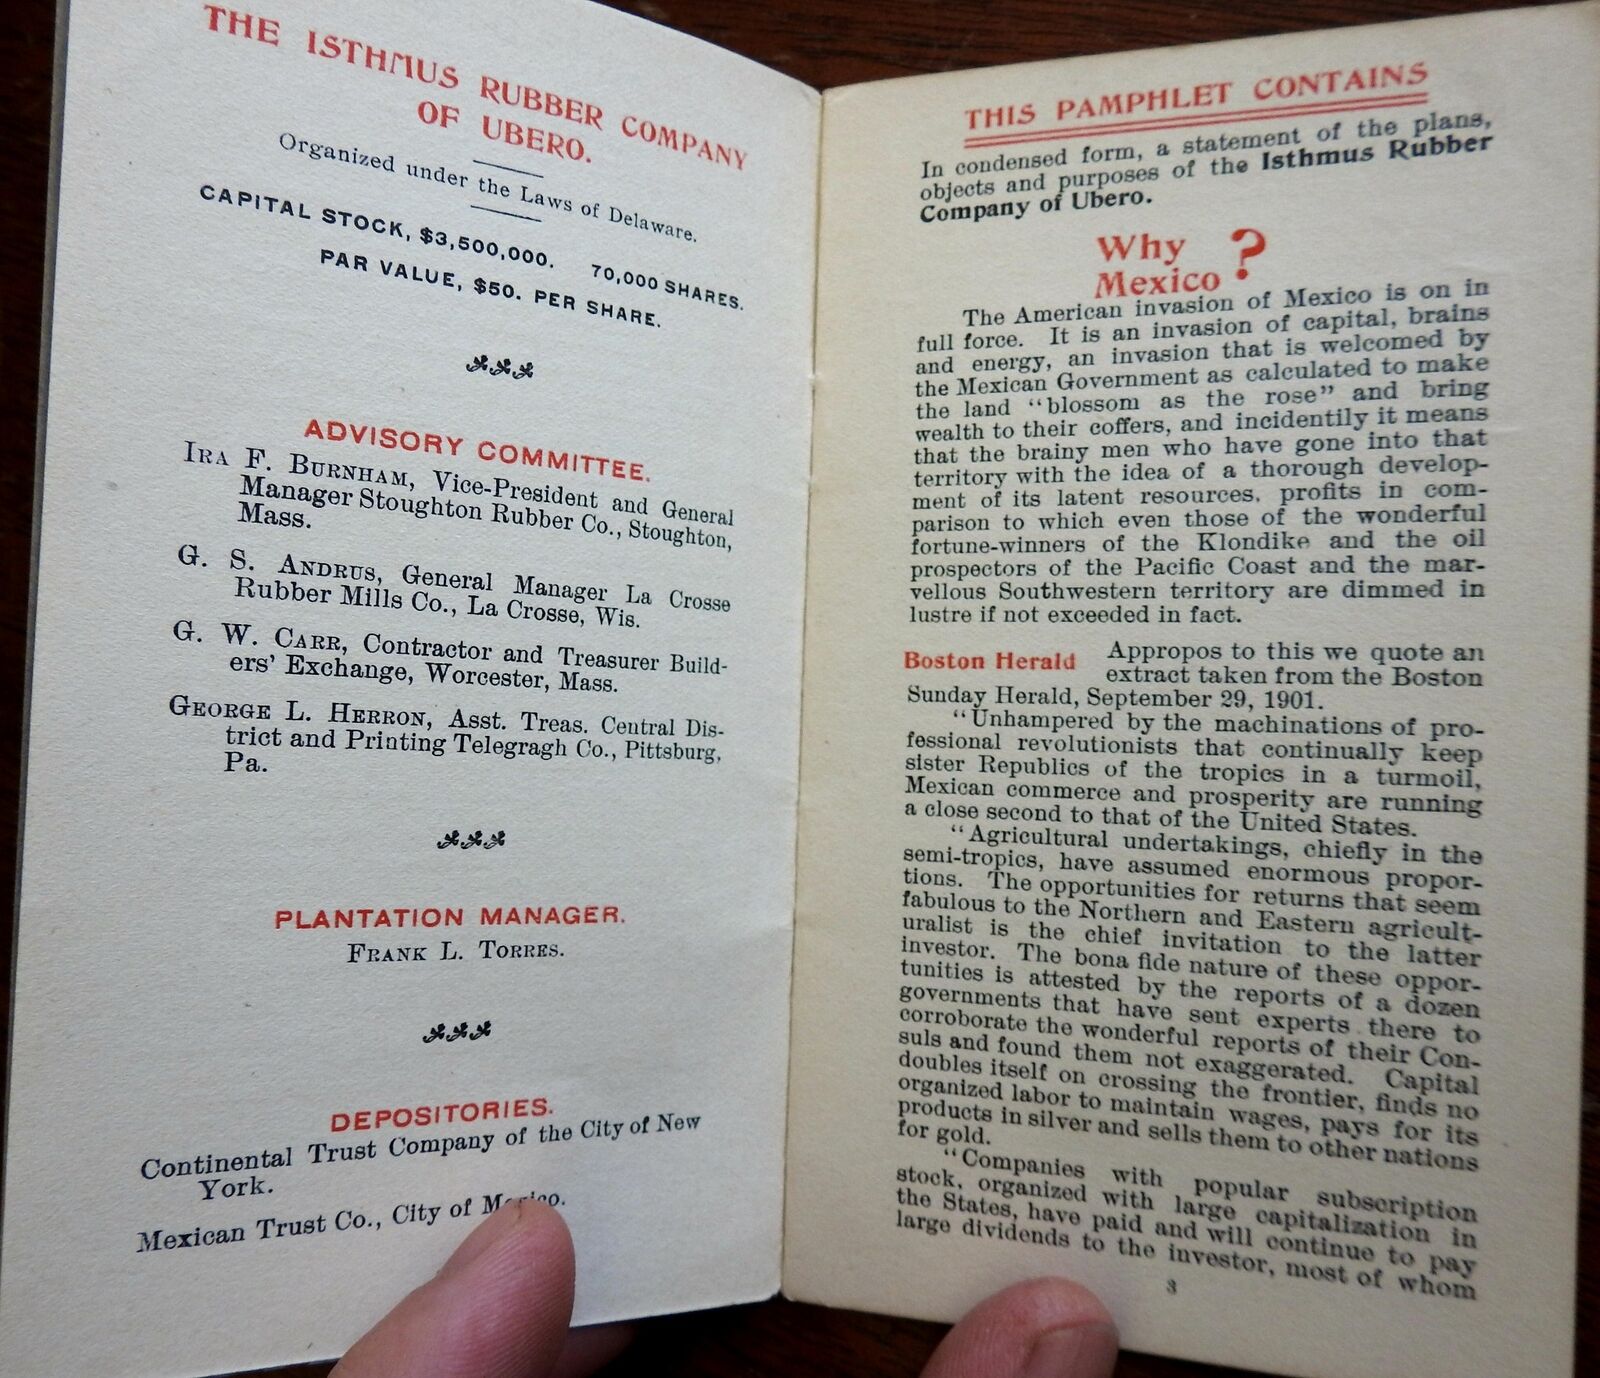 THE ISTHMUS RUBBER COMPANY
OF UBERO.
Organized under the Laws of Delaware.
CAPITAL STOCK, $3,500,000. 70,000 SHARES.
PAR VALUE, $50. PER SHARE.
ADVISORY COMMITTEE.
IRA F. BURNHAM, Vice-President and General
Manager Stoughton Rubber Co., Stoughton,
Mass.
G. S. ANDRUS, General Manager La Crosse
Rubber Mills Co., La Crosse, Wis.
G. W. CARR, Contractor and Treasurer Build-
ers' Exchange, Worcester, Mass.
GEORGE L. HERRON, Asst. Treas. Central Dis-
trict and Printing Telegragh Co., Pittsburg,
Pa.
PLANTATION MANAGER.
FRANK L. TORRES.
DEPOSITORIES.
Continental Trust Company of the City of New
York.
Mexican Trust Co., City of Mexico.
THIS PAMPHLET CONTAINS
In condensed form, a statement of the plans,
objects and purposes of the Isthmus Rubber
Company of Ubero.
Why
Mexico ?
The American invasion of Mexico is on in
full force. It is an invasion of capital, brains
and energy, an invasion that is welcomed by
the Mexican Government as calculated to make
the land "blossom as the rose" and bring
wealth to their coffers, and incidentily it means
that the brainy men who have gone into that
territory with the idea of a thorough develop-
ment of its latent resources, profits in com-
parison to which even those of the wonderful
fortune-winners of the Klondike and the oil
prospectors of the Pacific Coast and the mar-
vellous Southwestern territory are dimmed in
lustre if not exceeded in fact.
Boston Herald Appropos to this we quote an
extract taken from the Boston
Sunday Herald, September 29, 1901.
"Unhampered by the machinations of pro-
fessional revolutionists that continually keep
sister Republics of the tropics in a turmoil,
Mexican commerce and prosperity are running
a close second to that of the United States.
"Agricultural undertakings, chiefly in the
semi-tropics, have assumed enormous propor-
tions. The opportunities for returns that seem
fabulous to the Northern and Eastern agricult-
uralist is the chief invitation to the latter
investor. The bona fide nature of these oppor-
tunities is attested by the reports of a dozen
governments that have sent experts there to
corroborate the wonderful reports of their Con-
suls and found them not exaggerated. Capital
doubles itself on crossing the frontier, finds no
organized labor to maintain wages, pays for its
products in silver and sells them to other nations
for gold.
"Companies with popular subscription
stock, organized with large capitalization in
the States, have paid and will continue to pay
large dividends to the investor, most of whom
3